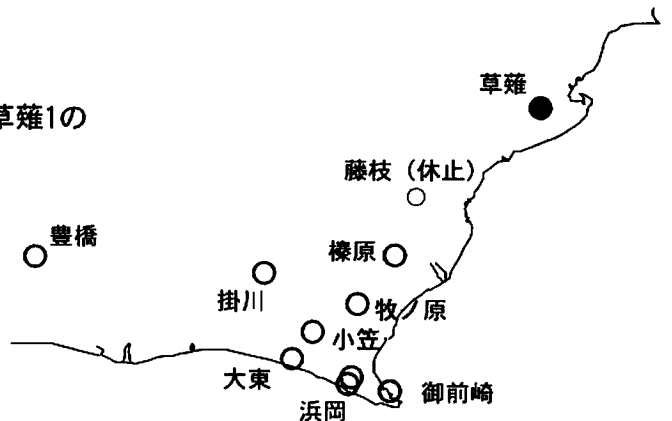 草薙
草薙1の
藤枝（休止）
豊橋
榛原
掛川
牧ノ原
小笠
大東
御前崎
浜岡